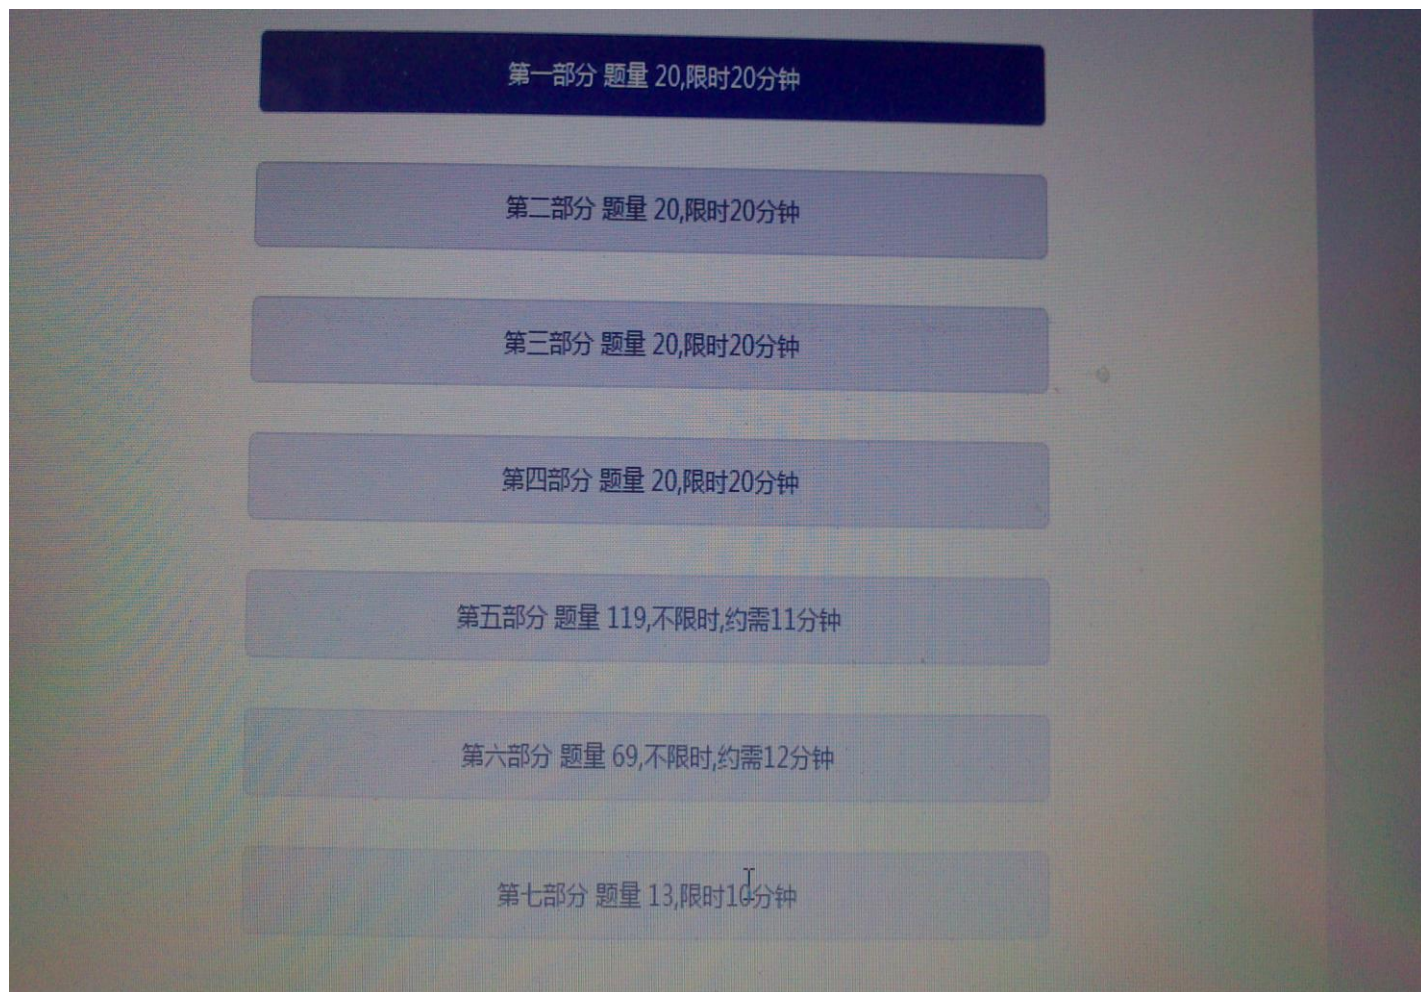 第一部分 题量 20,限时20分钟
第二部分 题量 20,限时20分钟
第三部分 题量 20,限时20分钟
第四部分 题量 20,限时20分钟
第五部分 题量 119,不限时,约需11分钟
第六部分 题量 69,不限时,约需12分钟
第七部分 题量 13,限时10分钟